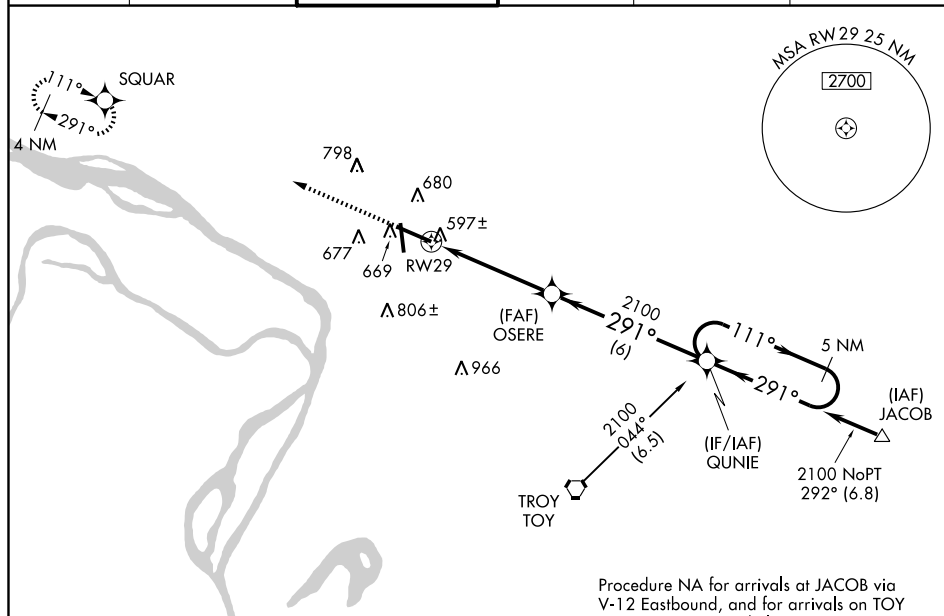 MSA RW29 25 NM
2700
SQUAR
111°
291°
4 NM
798
680
597±
677
669
RW29
806±
966
(FAF)
OSERE
2100
291°
(6)
111°
5 NM
291°
(IAF)
JACOB
(IF/IAF)
QUNIE
2100 NoPT
292° (6.8)
2100
044°
(6.5)
TROY
TOY
Procedure NA for arrivals at JACOB via
V-12 Eastbound, and for arrivals on TOY